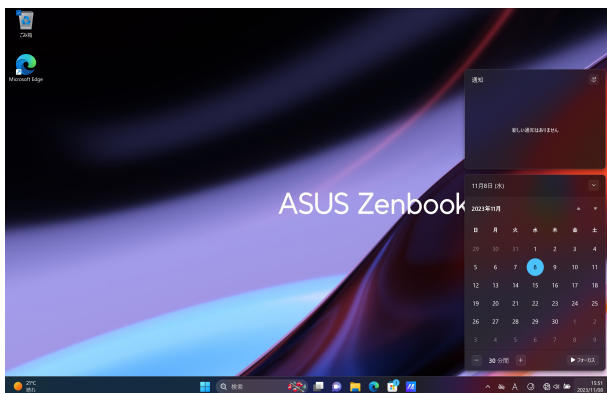 ごみ箱
Microsoft Edge
ASUS Zenbook
通知
新しい通知はありません
11月8日 (水)
2023年11月
日 月 火 水 木 金 土
29 30 31 1 2 3 4
5 6 7 8 9 10 11
12 13 14 15 16 17 18
19 20 21 22 23 24 25
26 27 28 29 30 1 2
3 4 5 6 7 8 9
30 分間
フォーカス
21°C
晴れ
検索
A
15:51
2023/11/08